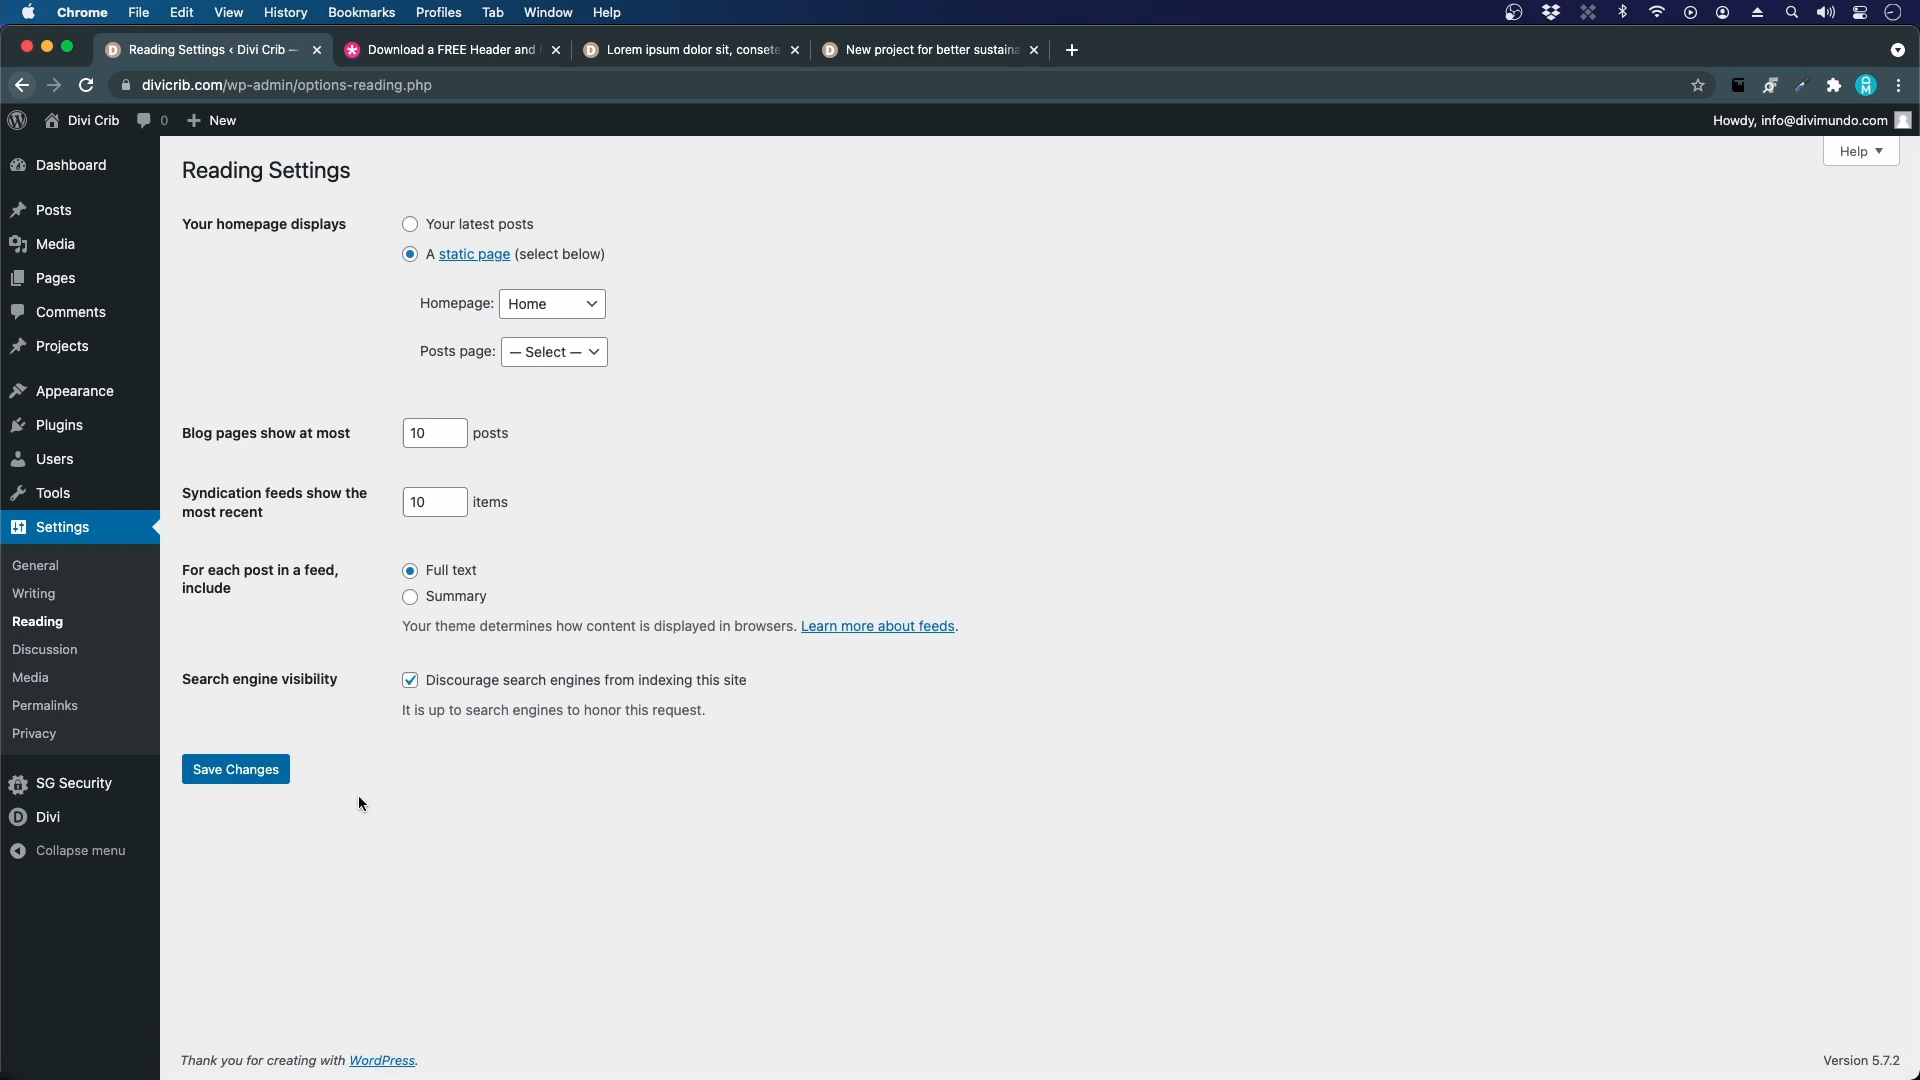 Chrome File Edit View History Bookmarks Profiles Tab Window Help
Reading Settings ‹ Divi Crib — Download a FREE Header and Lorem ipsum dolor sit, consete New project for better sustaina
divicrib.com/wp-admin/options-reading.php
Divi Crib 0 New Howdy, info@divimundo.com
Help
Dashboard
Posts
Media
Pages
Comments
Projects
Appearance
Plugins
Users
Tools
Settings
General
Writing
Reading
Discussion
Media
Permalinks
Privacy
SG Security
Divi
Collapse menu
Reading Settings
Your homepage displays
Your latest posts
A static page (select below)
Homepage: Home
Posts page: — Select —
Blog pages show at most 10 posts
Syndication feeds show the
most recent
10 items
For each post in a feed,
include
Full text
Summary
Your theme determines how content is displayed in browsers. Learn more about feeds.
Search engine visibility
Discourage search engines from indexing this site
It is up to search engines to honor this request.
Save Changes
Thank you for creating with WordPress.
Version 5.7.2